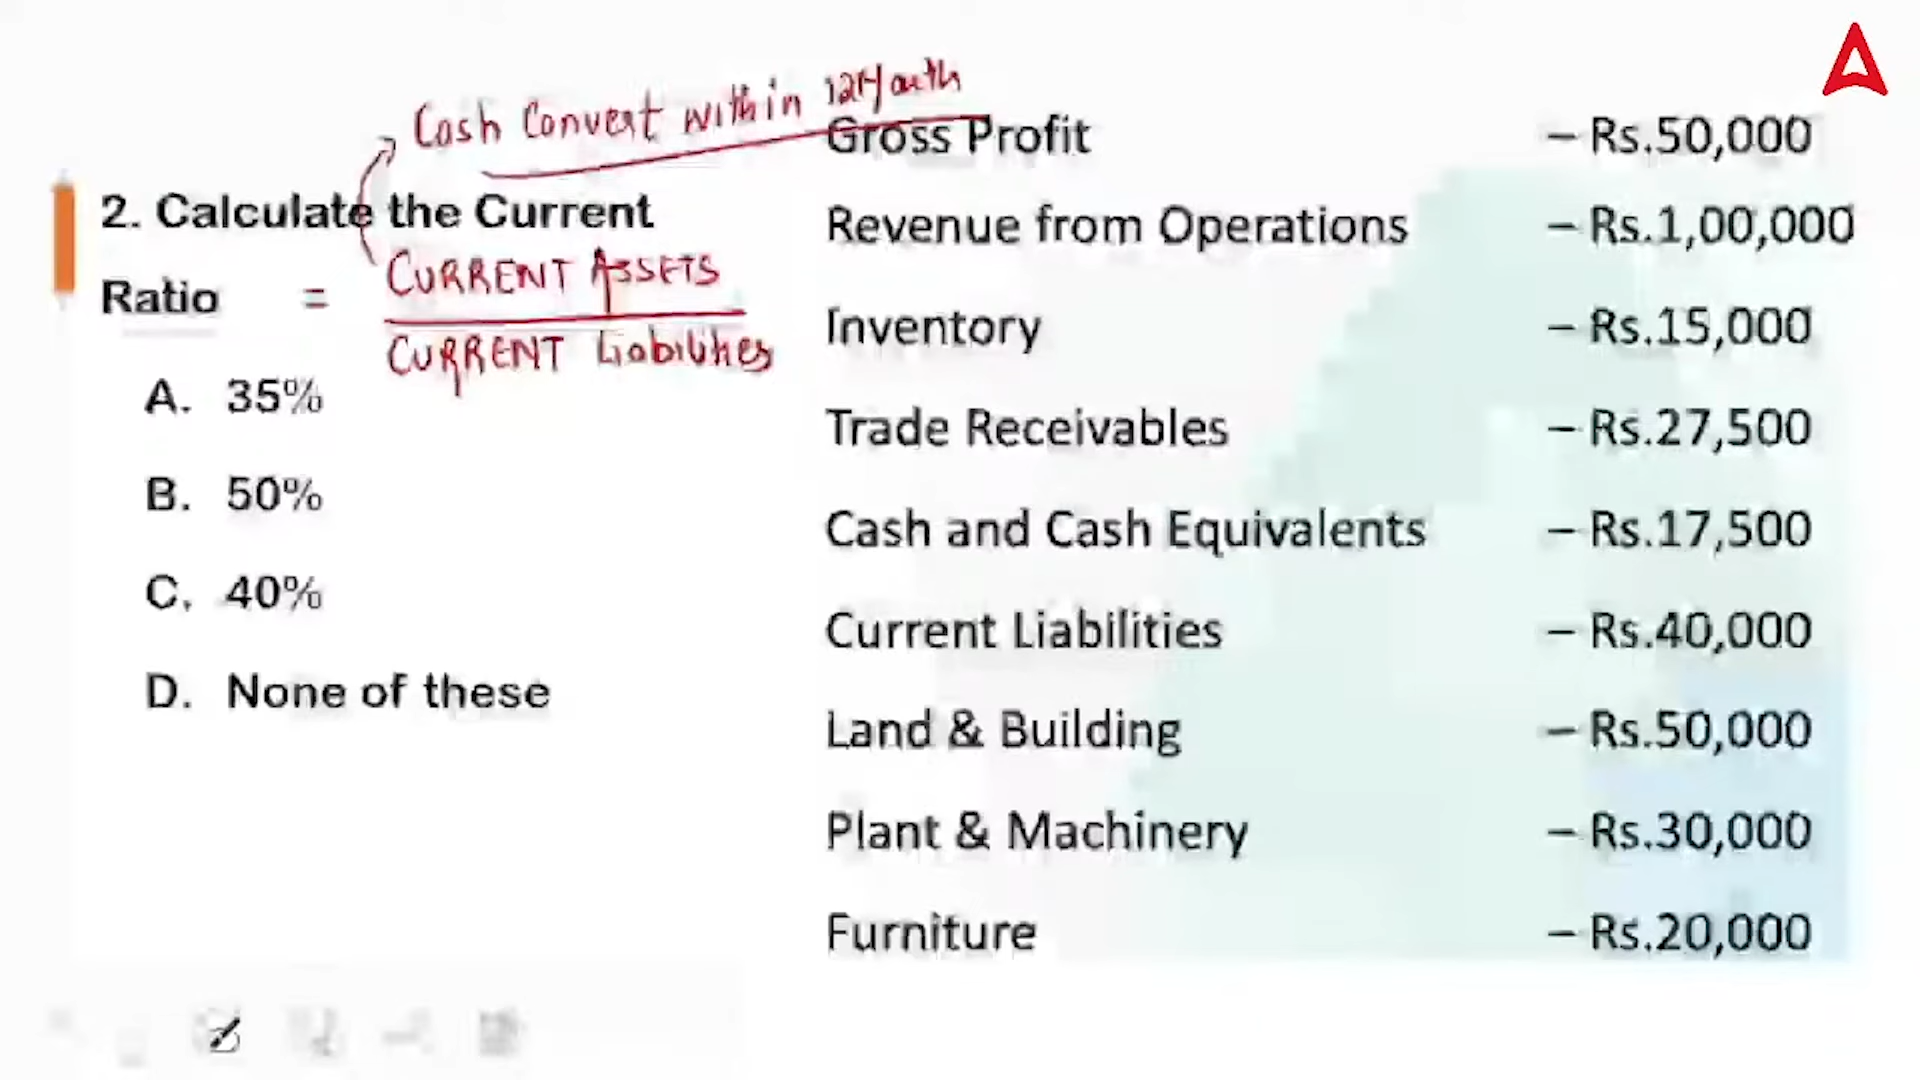 Cash Convert within 12 Month
2. Calculate the Current
Ratio =
CURRENT ASSETS
CURRENT Liabilities
A. 35%
B. 50%
C. 40%
D. None of these
Gross Profit – Rs.50,000
Revenue from Operations – Rs.1,00,000
Inventory – Rs.15,000
Trade Receivables – Rs.27,500
Cash and Cash Equivalents – Rs.17,500
Current Liabilities – Rs.40,000
Land & Building – Rs.50,000
Plant & Machinery – Rs.30,000
Furniture – Rs.20,000